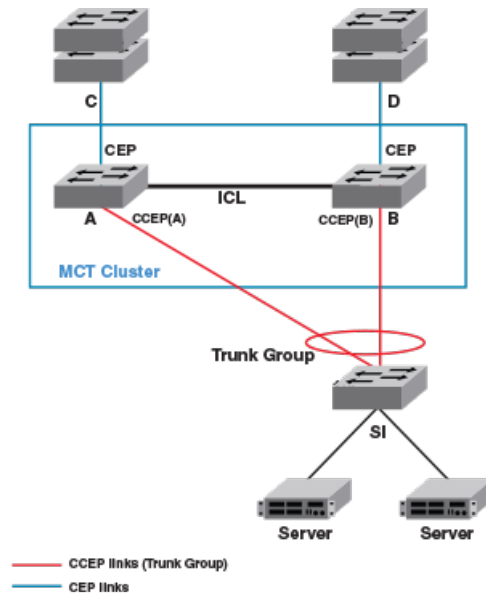 C
D
CEP
CEP
ICL
A
CCEP(A)
CCEP(B)
B
MCT Cluster
Trunk Group
SI
Server
Server
CCEP links (Trunk Group)
CEP links